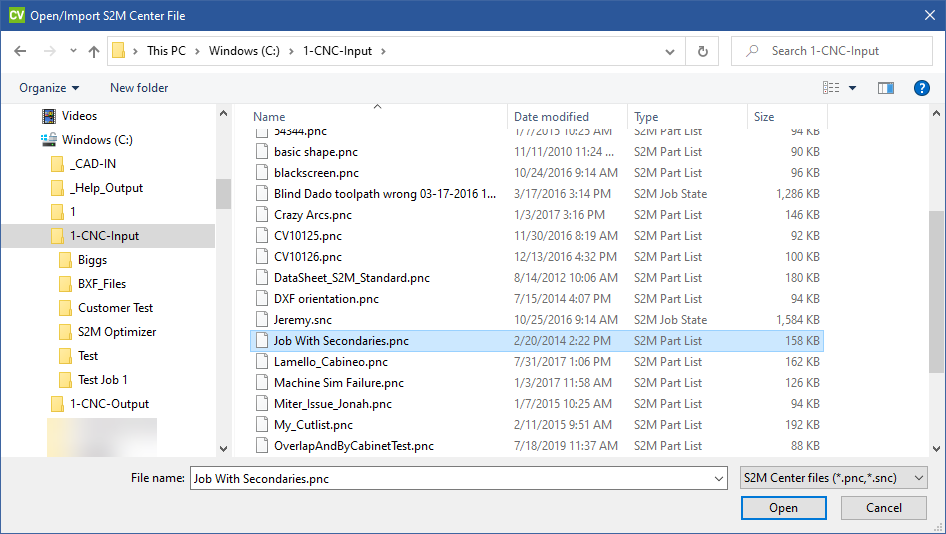 CV Open/Import S2M Center File
This PC > Windows (C:) > 1-CNC-Input >
Search 1-CNC-Input
Organize New folder ?
Videos
Windows (C:)
_CAD-IN
_Help_Output
1
1-CNC-Input
Biggs
BXF_Files
Customer Test
S2M Optimizer
Test
Test Job 1
1-CNC-Output
Name Date modified Type Size
54344.pnc 1/7/2015 10:25 AM S2M Part List 94 KB
basic shape.pnc 11/11/2010 11:24 ... S2M Part List 90 KB
blackscreen.pnc 10/24/2016 9:14 AM S2M Part List 96 KB
Blind Dado toolpath wrong 03-17-2016 1... 3/17/2016 3:14 PM S2M Job State 1,286 KB
Crazy Arcs.pnc 1/3/2017 3:16 PM S2M Part List 146 KB
CV10125.pnc 11/30/2016 8:19 AM S2M Part List 92 KB
CV10126.pnc 12/13/2016 4:32 PM S2M Part List 100 KB
DataSheet_S2M_Standard.pnc 8/14/2012 10:06 AM S2M Part List 180 KB
DXF orientation.pnc 7/15/2014 4:07 PM S2M Part List 94 KB
Jeremy.snc 10/25/2016 9:14 AM S2M Job State 1,584 KB
Job With Secondaries.pnc 2/20/2014 2:22 PM S2M Part List 158 KB
Lamello_Cabineo.pnc 7/31/2017 1:06 PM S2M Part List 162 KB
Machine Sim Failure.pnc 1/3/2017 11:58 AM S2M Part List 126 KB
Miter_Issue_Jonah.pnc 1/7/2015 10:25 AM S2M Part List 94 KB
My_Cutlist.pnc 2/11/2015 9:51 AM S2M Part List 192 KB
OverlapAndByCabinetTest.pnc 7/18/2019 11:37 AM S2M Part List 88 KB
File name: Job With Secondaries.pnc S2M Center files (*.pnc,*.snc)
Open Cancel